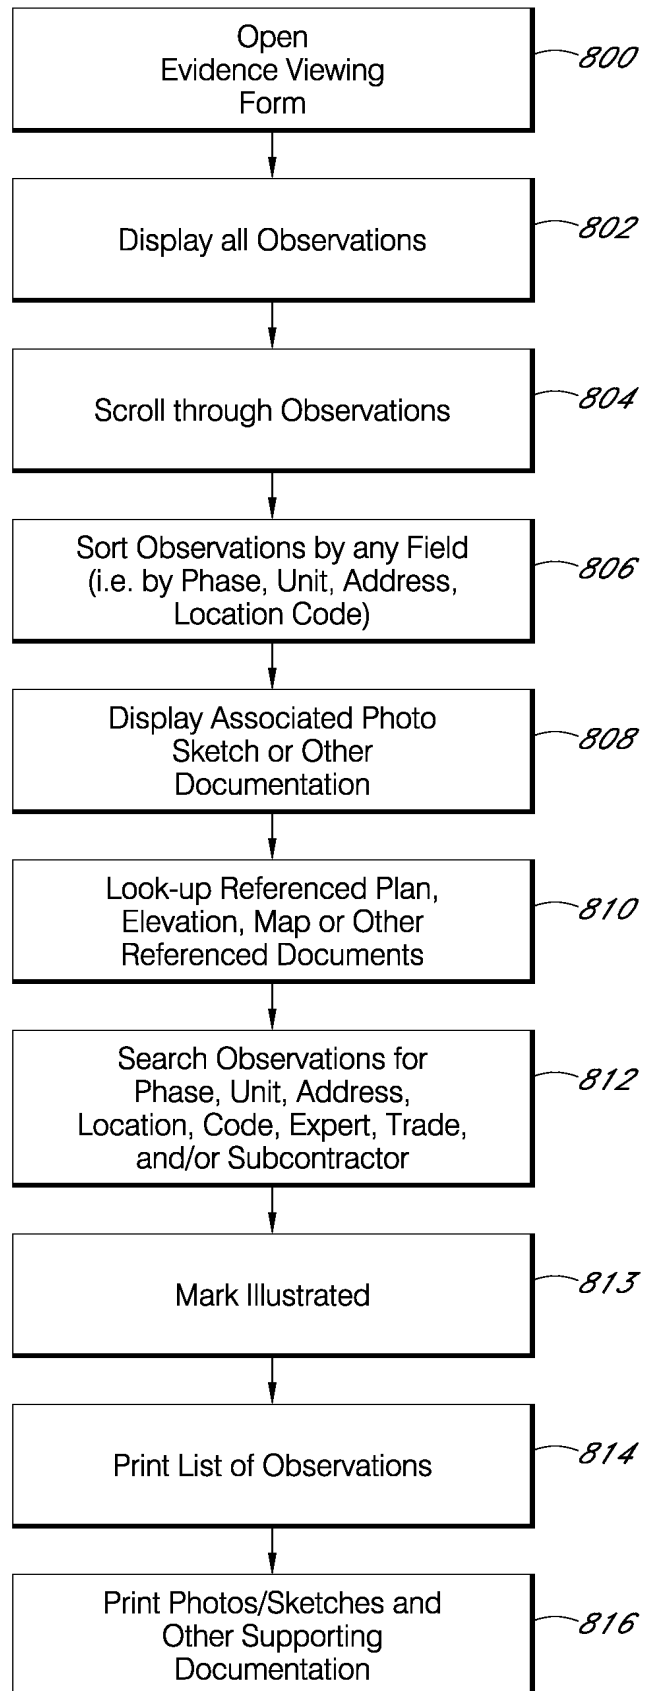 Open
Evidence Viewing
Form
800
Display all Observations
802
Scroll through Observations
804
Sort Observations by any Field
(i.e. by Phase, Unit, Address,
Location Code)
806
Display Associated Photo
Sketch or Other
Documentation
808
Look-up Referenced Plan,
Elevation, Map or Other
Referenced Documents
810
Search Observations for
Phase, Unit, Address,
Location, Code, Expert, Trade,
and/or Subcontractor
812
Mark Illustrated
813
Print List of Observations
814
Print Photos/Sketches and
Other Supporting
Documentation
816